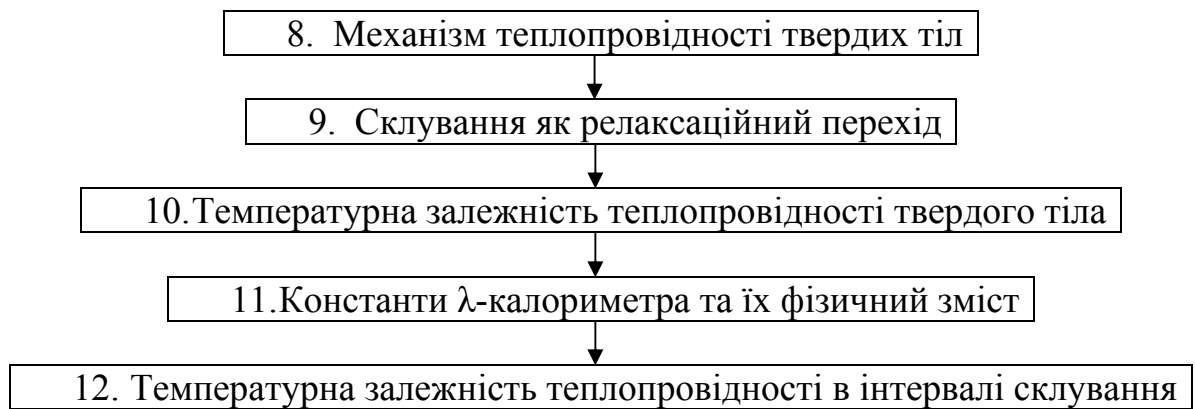 8. Механізм теплопровідності твердих тіл
9. Склування як релаксаційний перехід
10.Температурна залежність теплопровідності твердого тіла
11.Константи λ-калориметра та їх фізичний зміст
12. Температурна залежність теплопровідності в інтервалі склування